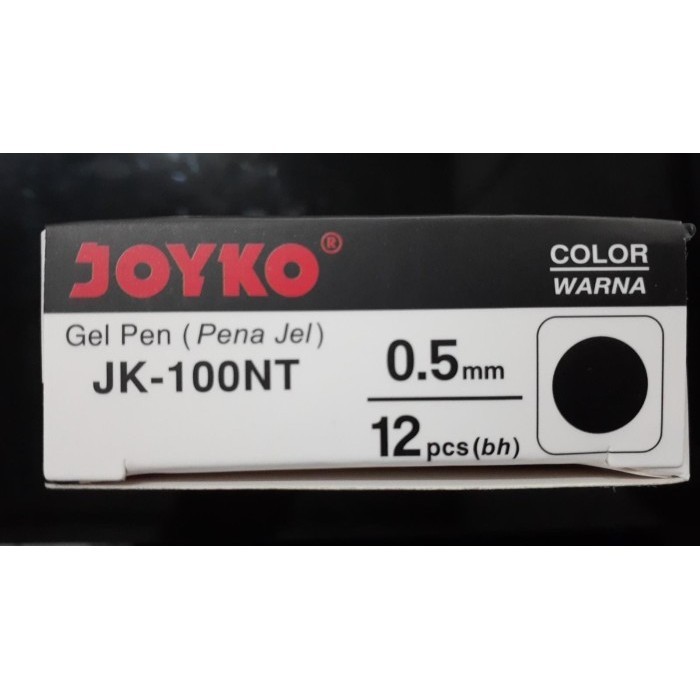 JOYKO®
COLOR
WARNA
Gel Pen (Pena Jel)
JK-100NT
0.5mm
12 pcs (bh)